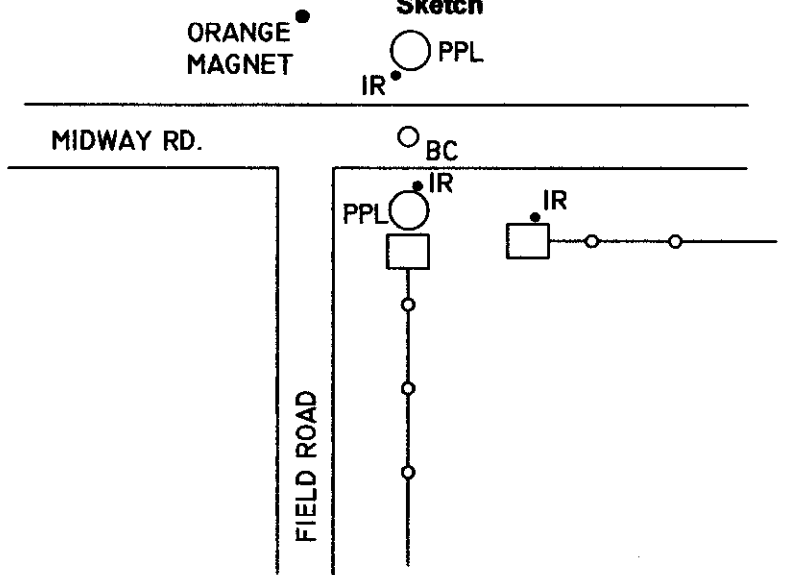 Sketch
ORANGE
MAGNET
PPL
IR
MIDWAY RD.
BC
IR
PPL
IR
FIELD ROAD